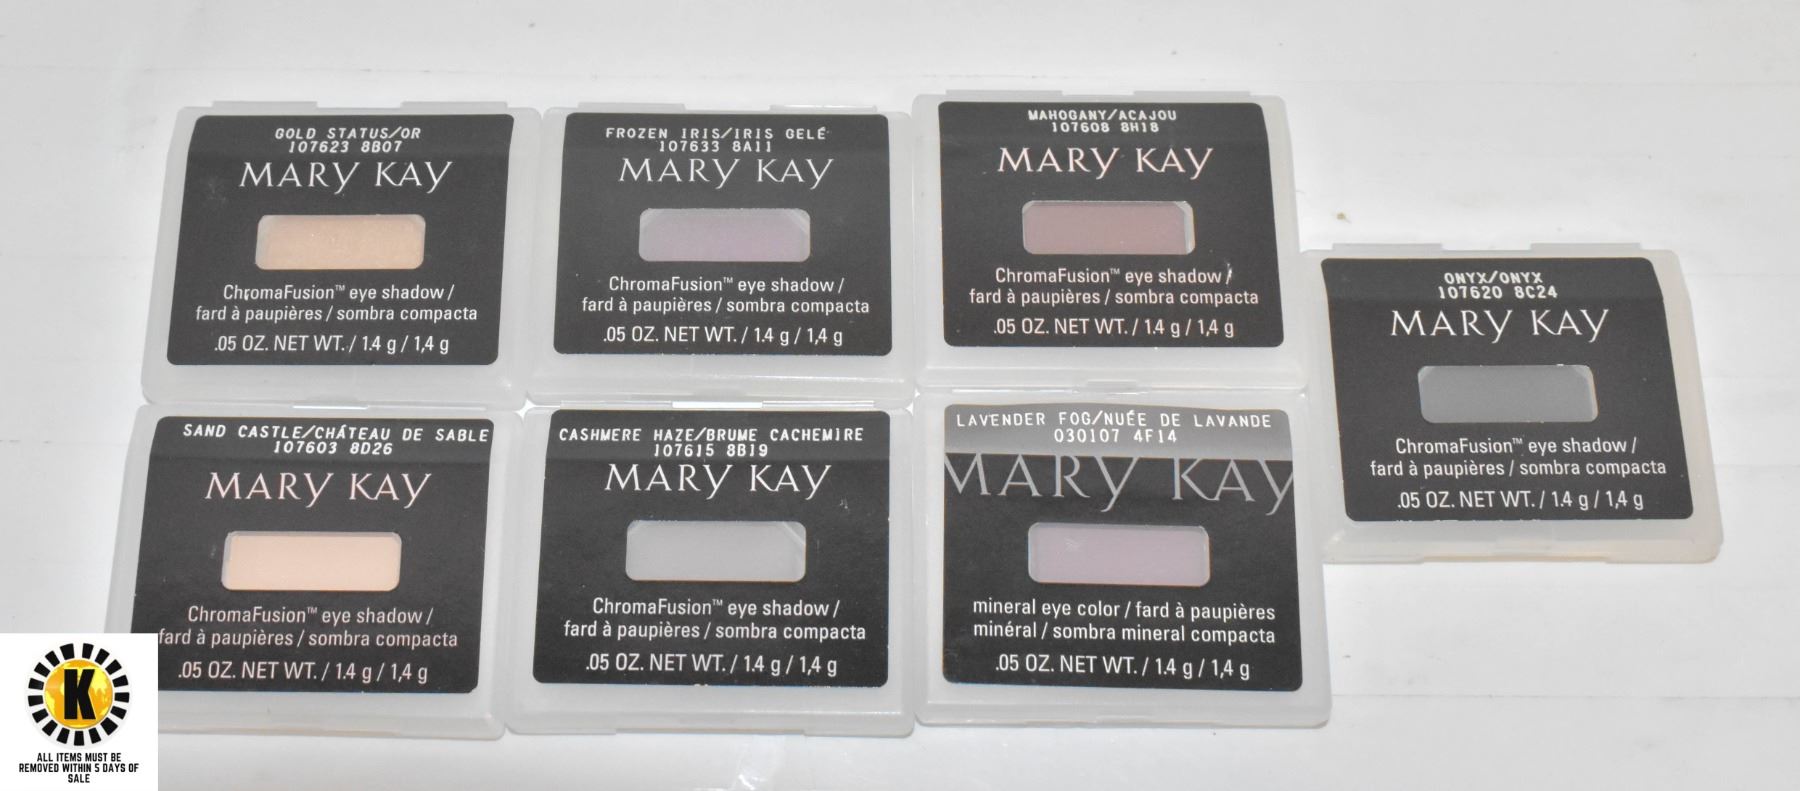 GOLD STATUS/OR
107623 8B07
MARY KAY
ChromaFusion™ eye shadow /
fard à paupières / sombra compacta
.05 OZ. NET WT. / 1.4 g / 1,4 g
FROZEN IRIS/IRIS GELÉ
107633 8A11
MARY KAY
ChromaFusion™ eye shadow /
fard à paupières / sombra compacta
.05 OZ. NET WT. / 1.4 g / 1,4 g
MAHOGANY/ACAJOU
107608 8H18
MARY KAY
ChromaFusion™ eye shadow /
fard à paupières / sombra compacta
.05 OZ. NET WT. / 1.4 g / 1,4 g
ONYX/ONYX
107620 8C24
MARY KAY
ChromaFusion™ eye shadow /
fard à paupières / sombra compacta
.05 OZ. NET WT. / 1.4 g / 1,4 g
SAND CASTLE/CHÂTEAU DE SABLE
107603 8D26
MARY KAY
ChromaFusion™ eye shadow /
fard à paupières / sombra compacta
.05 OZ. NET WT. / 1.4 g / 1,4 g
CASHMERE HAZE/BRUME CACHEMIRE
107615 8B19
MARY KAY
ChromaFusion™ eye shadow /
fard à paupières / sombra compacta
.05 OZ. NET WT. / 1.4 g / 1,4 g
LAVENDER FOG/NUÉE DE LAVANDE
030107 4F14
MARY KAY
mineral eye color / fard à paupières
minéral / sombra mineral compacta
.05 OZ. NET WT. / 1.4 g / 1,4 g
K
ALL ITEMS MUST BE
REMOVED WITHIN 5 DAYS OF
SALE